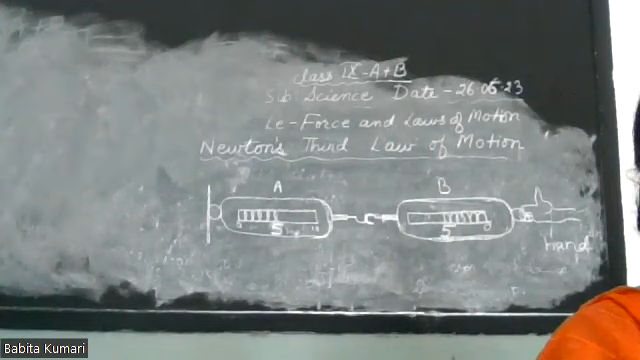 class IX-A+B
Sub Science Date - 26.05.23
Le - Force and Laws of Motion
Newton's Third Law of Motion
A B
5 5
hand
Babita Kumari